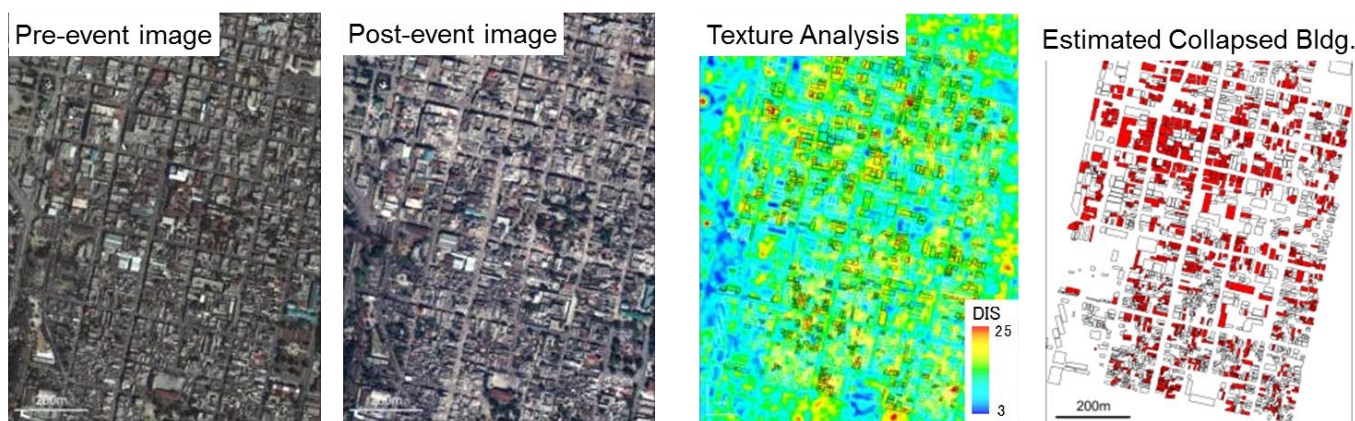 Pre-event image
Post-event image
Texture Analysis
Estimated Collapsed Bldg.
DIS
25
3
200m
200m
200m